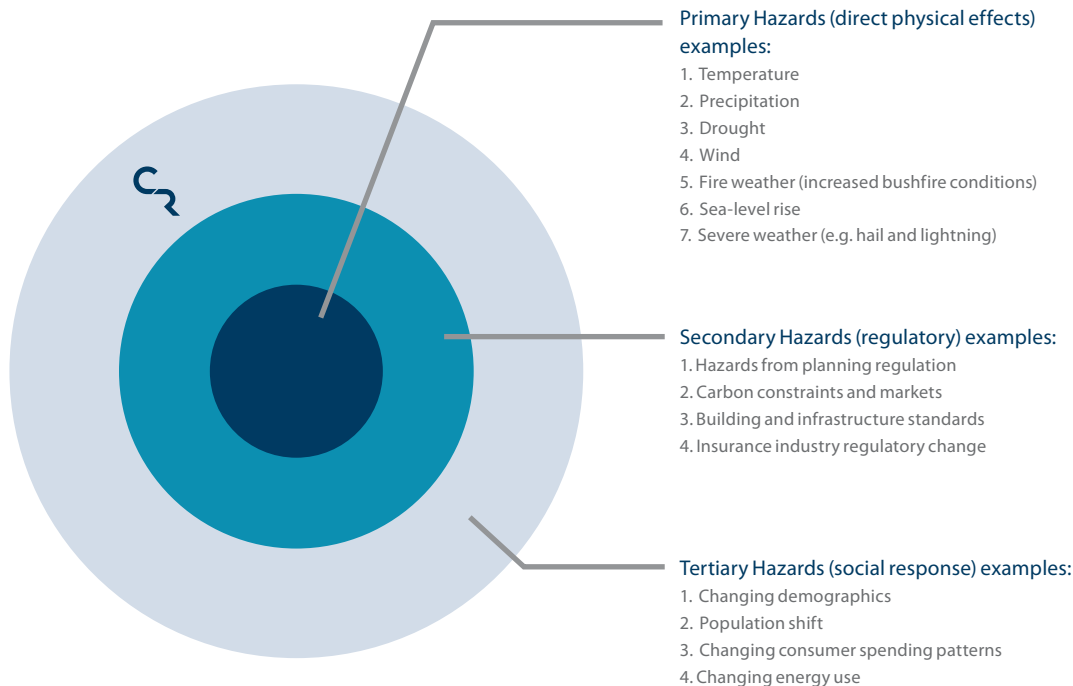 Primary Hazards (direct physical effects)
examples:
1. Temperature
2. Precipitation
3. Drought
4. Wind
5. Fire weather (increased bushfire conditions)
6. Sea-level rise
7. Severe weather (e.g. hail and lightning)
CR
Secondary Hazards (regulatory) examples:
1. Hazards from planning regulation
2. Carbon constraints and markets
3. Building and infrastructure standards
4. Insurance industry regulatory change
Tertiary Hazards (social response) examples:
1. Changing demographics
2. Population shift
3. Changing consumer spending patterns
4. Changing energy use